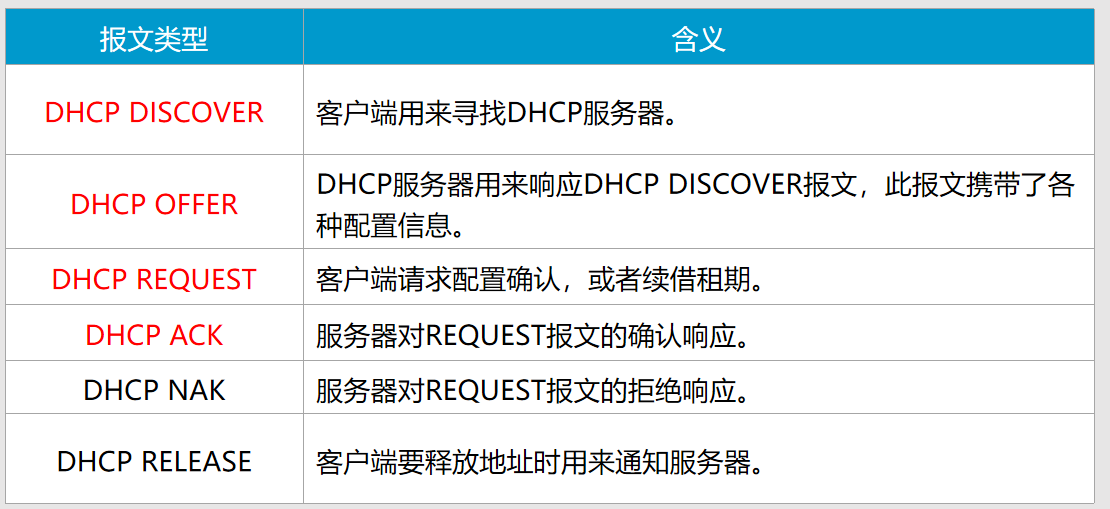 报文类型 含义
DHCP DISCOVER 客户端用来寻找DHCP服务器。
DHCP OFFER DHCP服务器用来响应DHCP DISCOVER报文，此报文携带了各
种配置信息。
DHCP REQUEST 客户端请求配置确认，或者续借租期。
DHCP ACK 服务器对REQUEST报文的确认响应。
DHCP NAK 服务器对REQUEST报文的拒绝响应。
DHCP RELEASE 客户端要释放地址时用来通知服务器。